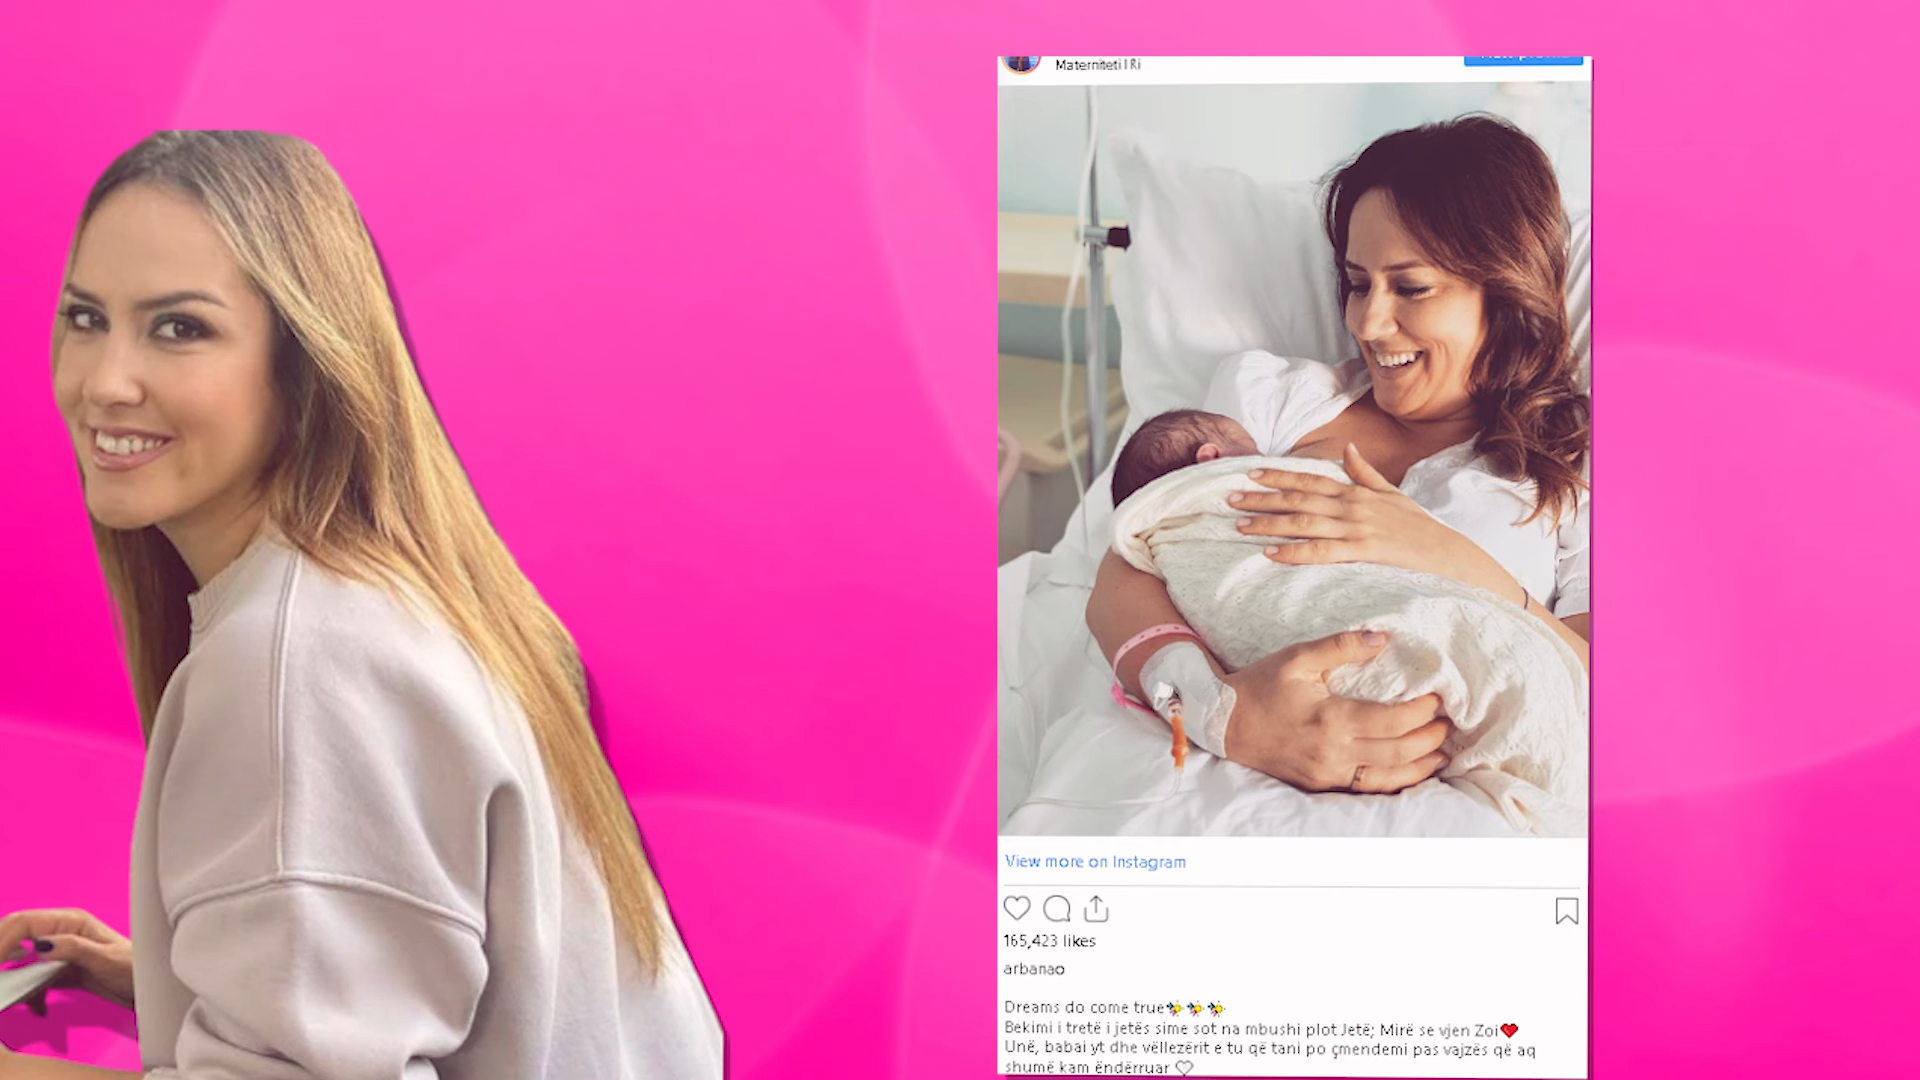 Materniteti I Ri
View more on Instagram
165,423 likes
arbanao
Dreams do come true
Bekimi i tretë i jetës sime sot na mbushi plot Jetë; Mirë se vjen Zoi❤️
Unë, babai yt dhe vëllezërit e tu që tani po çmendemi pas vajzës që aq
shumë kam ëndërruar ♡